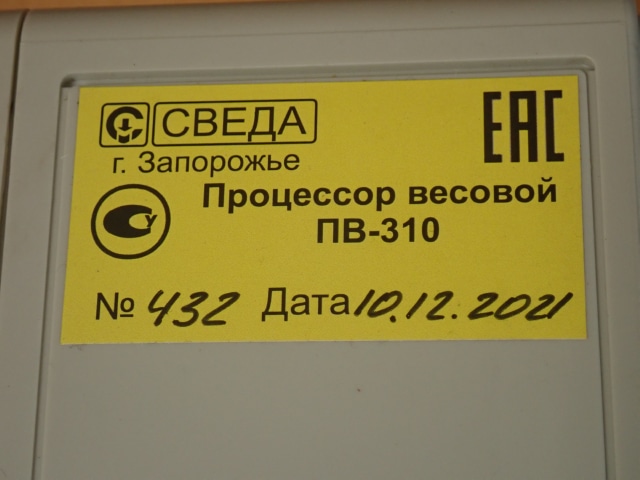 СВЕДА
ЕАС
г. Запорожье
Процессор весовой
ПВ-310
№ 432 Дата 10.12.2021